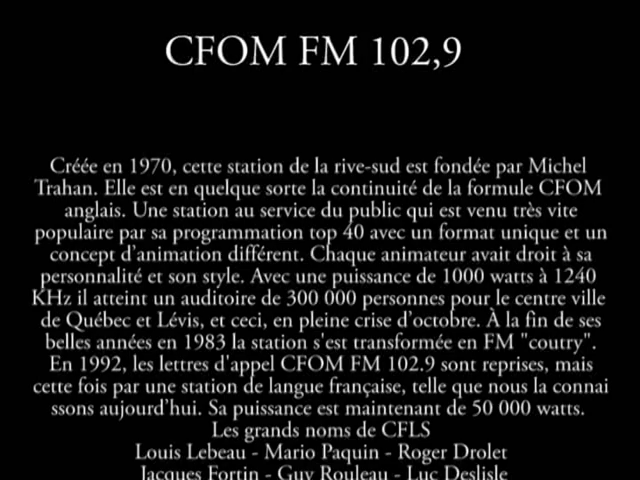 CFOM FM 102,9
Créée en 1970, cette station de la rive-sud est fondée par Michel
Trahan. Elle est en quelque sorte la continuité de la formule CFOM
anglais. Une station au service du public qui est venu très vite
populaire par sa programmation top 40 avec un format unique et un
concept d'animation différent. Chaque animateur avait droit à sa
personnalité et son style. Avec une puissance de 1000 watts à 1240
KHz il atteint un auditoire de 300 000 personnes pour le centre ville
de Québec et Lévis, et ceci, en pleine crise d'octobre. À la fin de ses
belles années en 1983 la station s'est transformée en FM "coutry".
En 1992, les lettres d'appel CFOM FM 102.9 sont reprises, mais
cette fois par une station de langue française, telle que nous la connai
ssons aujourd'hui. Sa puissance est maintenant de 50 000 watts.
Les grands noms de CFLS
Louis Lebeau - Mario Paquin - Roger Drolet
Jacques Fortin - Guy Rouleau - Luc Deslisle